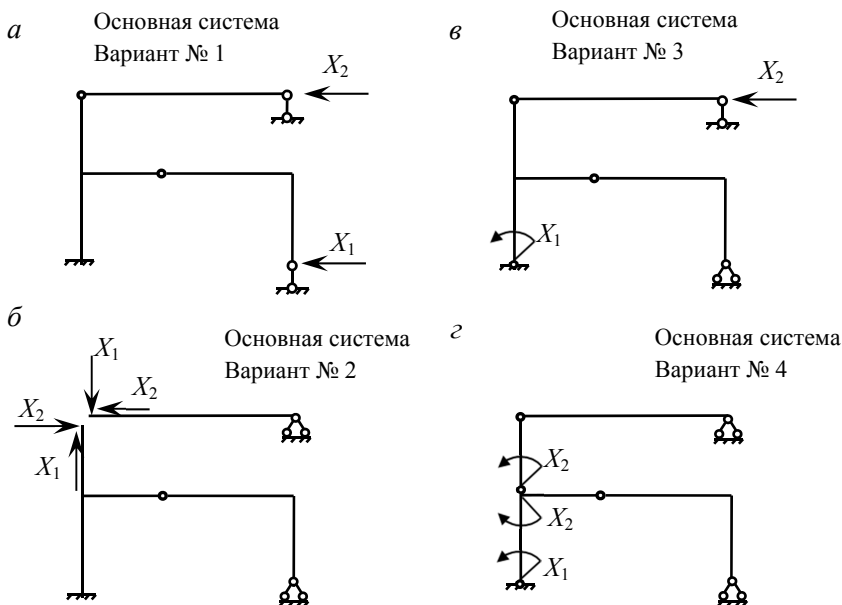 а
Основная система
Вариант № 1
X2
X1
в
Основная система
Вариант № 3
X2
X1
б
Основная система
Вариант № 2
X1
X2
X2
X1
г
Основная система
Вариант № 4
X2
X2
X1